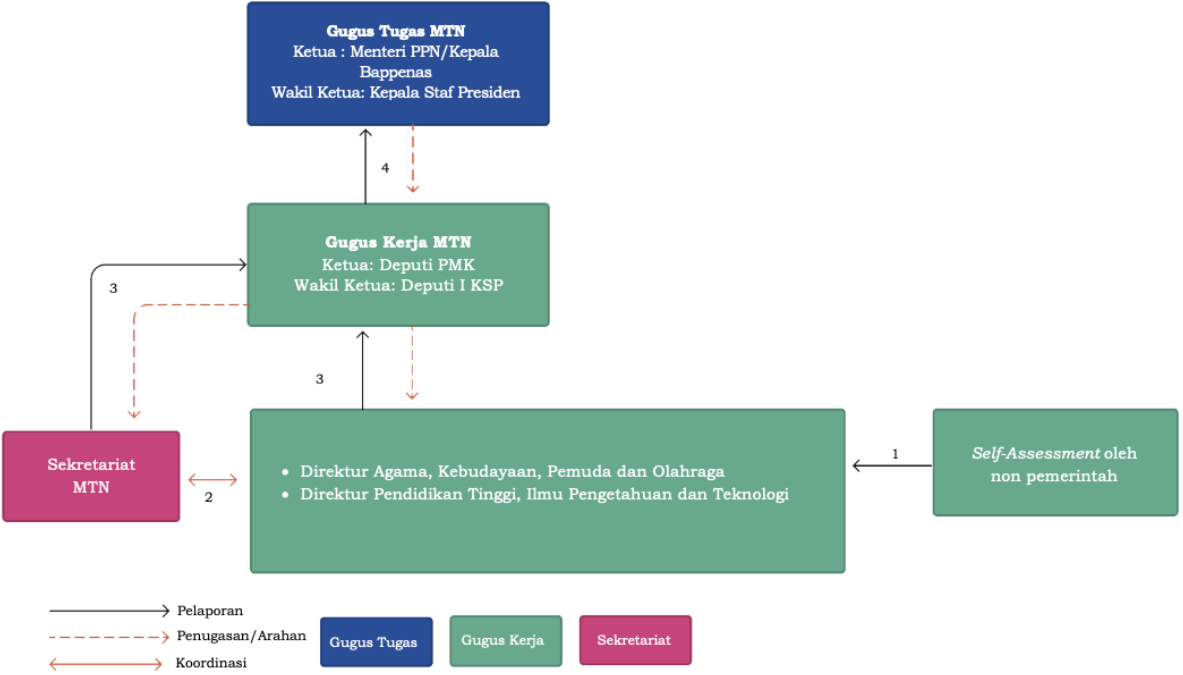 Gugus Tugas MTN
Ketua : Menteri PPN/Kepala
Bappenas
Wakil Ketua: Kepala Staf Presiden
4
Gugus Kerja MTN
Ketua: Deputi PMK
Wakil Ketua: Deputi I KSP
3
3
Sekretariat
MTN
2
• Direktur Agama, Kebudayaan, Pemuda dan Olahraga
• Direktur Pendidikan Tinggi, Ilmu Pengetahuan dan Teknologi
1
Self-Assessment oleh
non pemerintah
Pelaporan
Penugasan/Arahan
Koordinasi
Gugus Tugas
Gugus Kerja
Sekretariat